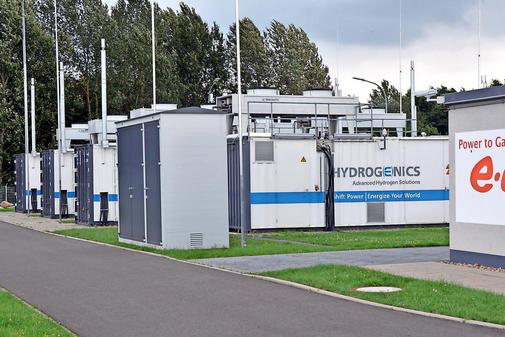 HYDROGENICS
Advanced Hydrogen Solutions
Shift Power | Energize Your World
Power to Ga
e.